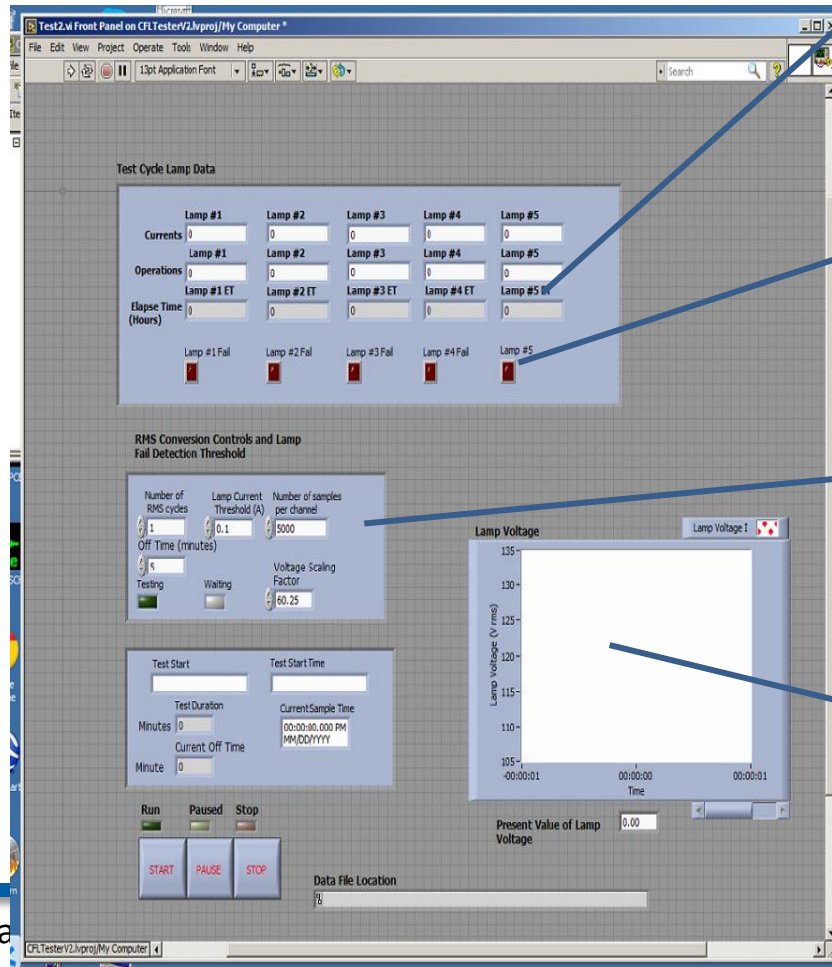 Microsoft
Test2.vi Front Panel on CFLTesterV2.lvproj/My Computer *
File Edit View Project Operate Tools Window Help
13pt Application Font
Search
Test Cycle Lamp Data
Lamp #1 Lamp #2 Lamp #3 Lamp #4 Lamp #5
Currents 0 0 0 0 0
Lamp #1 Lamp #2 Lamp #3 Lamp #4 Lamp #5
Operations 0 0 0 0 0
Lamp #1 ET Lamp #2 ET Lamp #3 ET Lamp #4 ET Lamp #5 ET
Elapse Time 0 0 0 0 0
(Hours)
Lamp #1 Fail Lamp #2 Fail Lamp #3 Fail Lamp #4 Fail Lamp #5
RMS Conversion Controls and Lamp
Fail Detection Threshold
Number of Lamp Current Number of samples
RMS cycles Threshold (A) per channel
1 0.1 5000
Off Time (mnutes)
5
Voltage Scaling
Testing Waiting Factor
60.25
Lamp Voltage Lamp Voltage I
135
130
125
120
115
110
105
Lamp Voltage (V rms)
-00:00:01 00:00:00 00:00:01
Time
Test Start Test Start Time
Test Duration Current Sample Time
Minutes 0 00:00:00.000 PM
MM/DD/YYYY
Current Off Time
Minute 0
Present Value of Lamp 0.00
Voltage
Run Paused Stop
START PAUSE STOP
Data File Location
CFLTesterV2.lvproj/My Computer